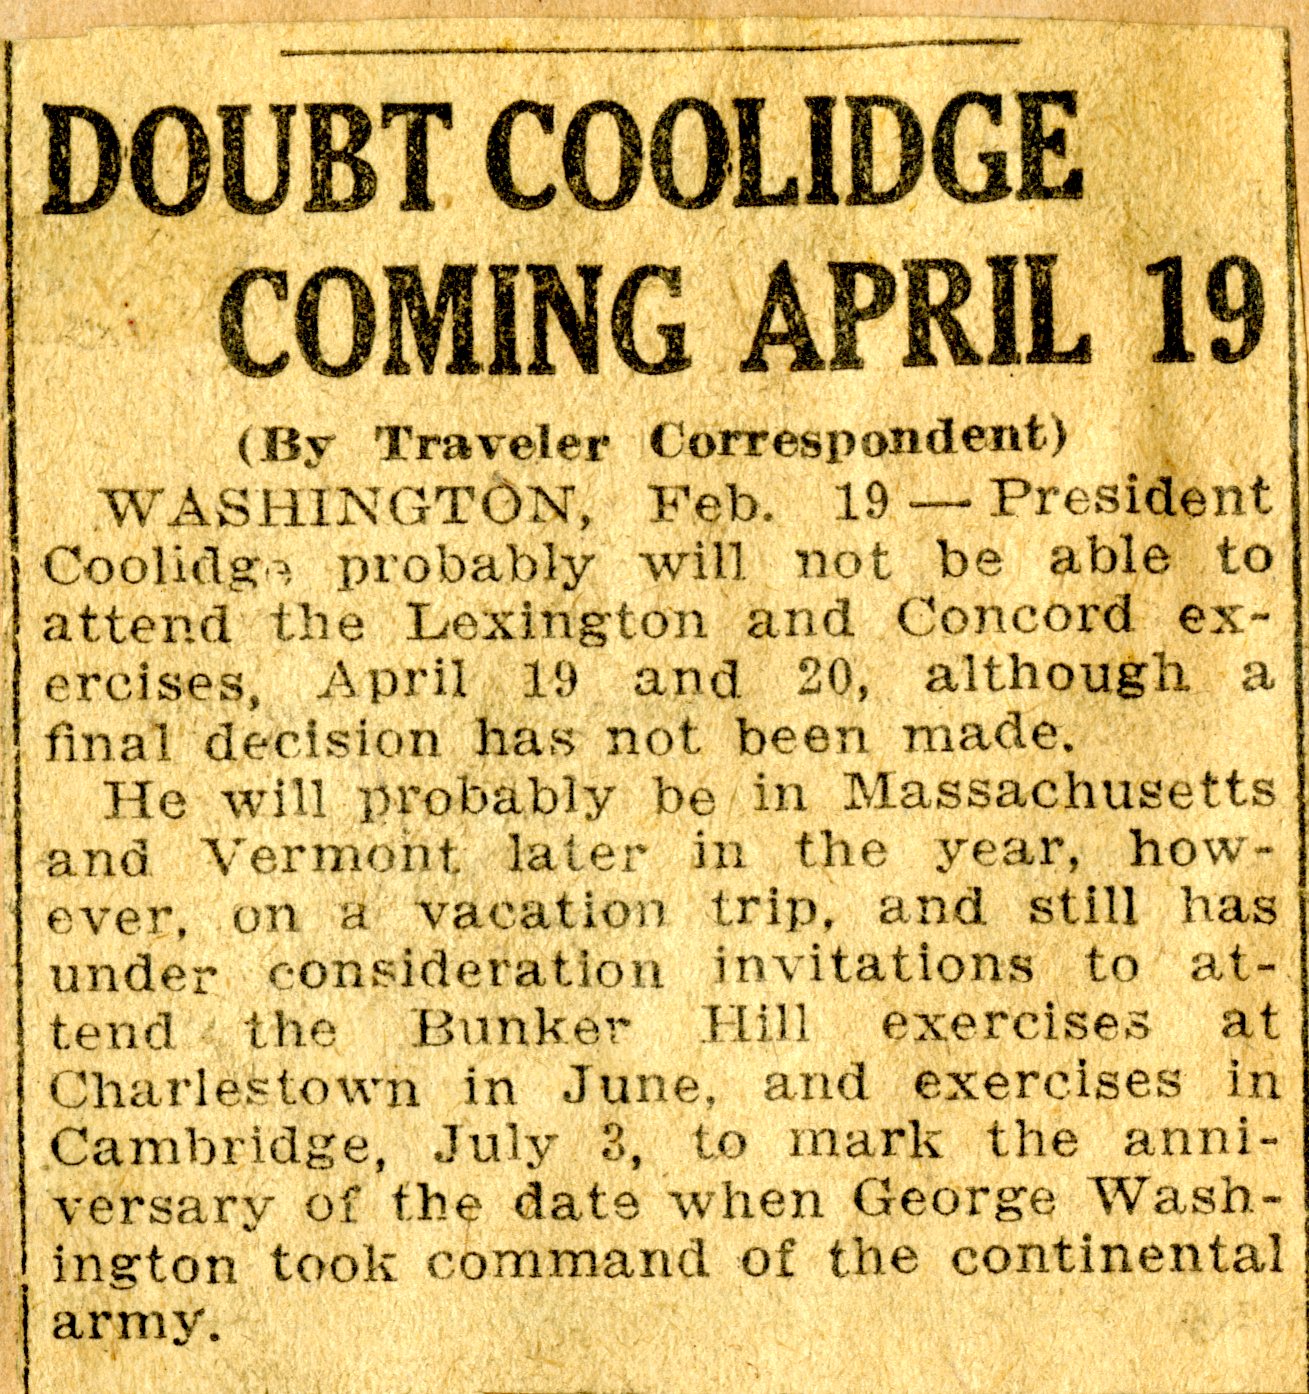 DOUBT COOLIDGE
COMING APRIL 19
(By Traveler Correspondent)
WASHINGTON, Feb. 19 — President
Coolidge probably will not be able to
attend the Lexington and Concord ex-
ercises, April 19 and 20, although a
final decision has not been made.
He will probably be in Massachusetts
and Vermont later in the year, how-
ever, on a vacation trip, and still has
under consideration invitations to at-
tend the Bunker Hill exercises at
Charlestown in June, and exercises in
Cambridge, July 3, to mark the anni-
versary of the date when George Wash-
ington took command of the continental
army.